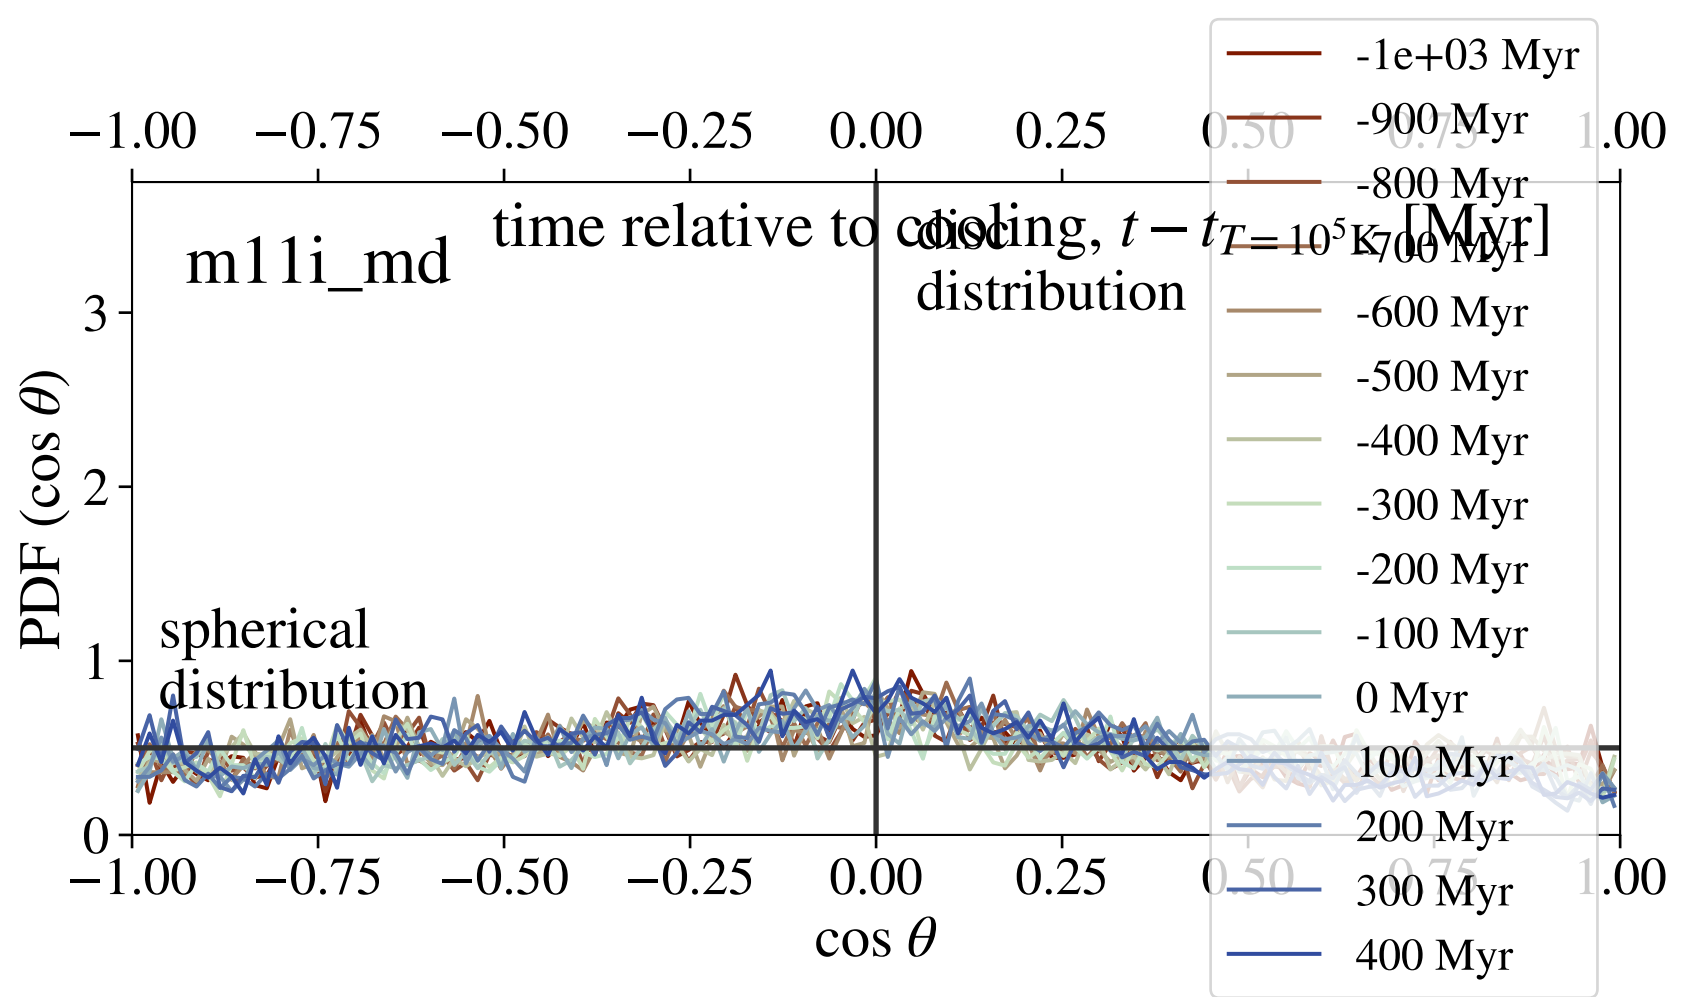 -1e+03 Myr
-900 Myr
-800 Myr
-700 Myr
-600 Myr
-500 Myr
-400 Myr
-300 Myr
-200 Myr
-100 Myr
0 Myr
100 Myr
200 Myr
300 Myr
400 Myr
−1.00 −0.75 −0.50 −0.25 0.00 0.25 0.50 0.75 1.00
time relative to cooling, t − t_{T = 10^5 K} [Myr]
m11i_md
disc
distribution
spherical
distribution
PDF (cos θ)
3
2
1
0
−1.00 −0.75 −0.50 −0.25 0.00 0.25 0.50 0.75 1.00
cos θ